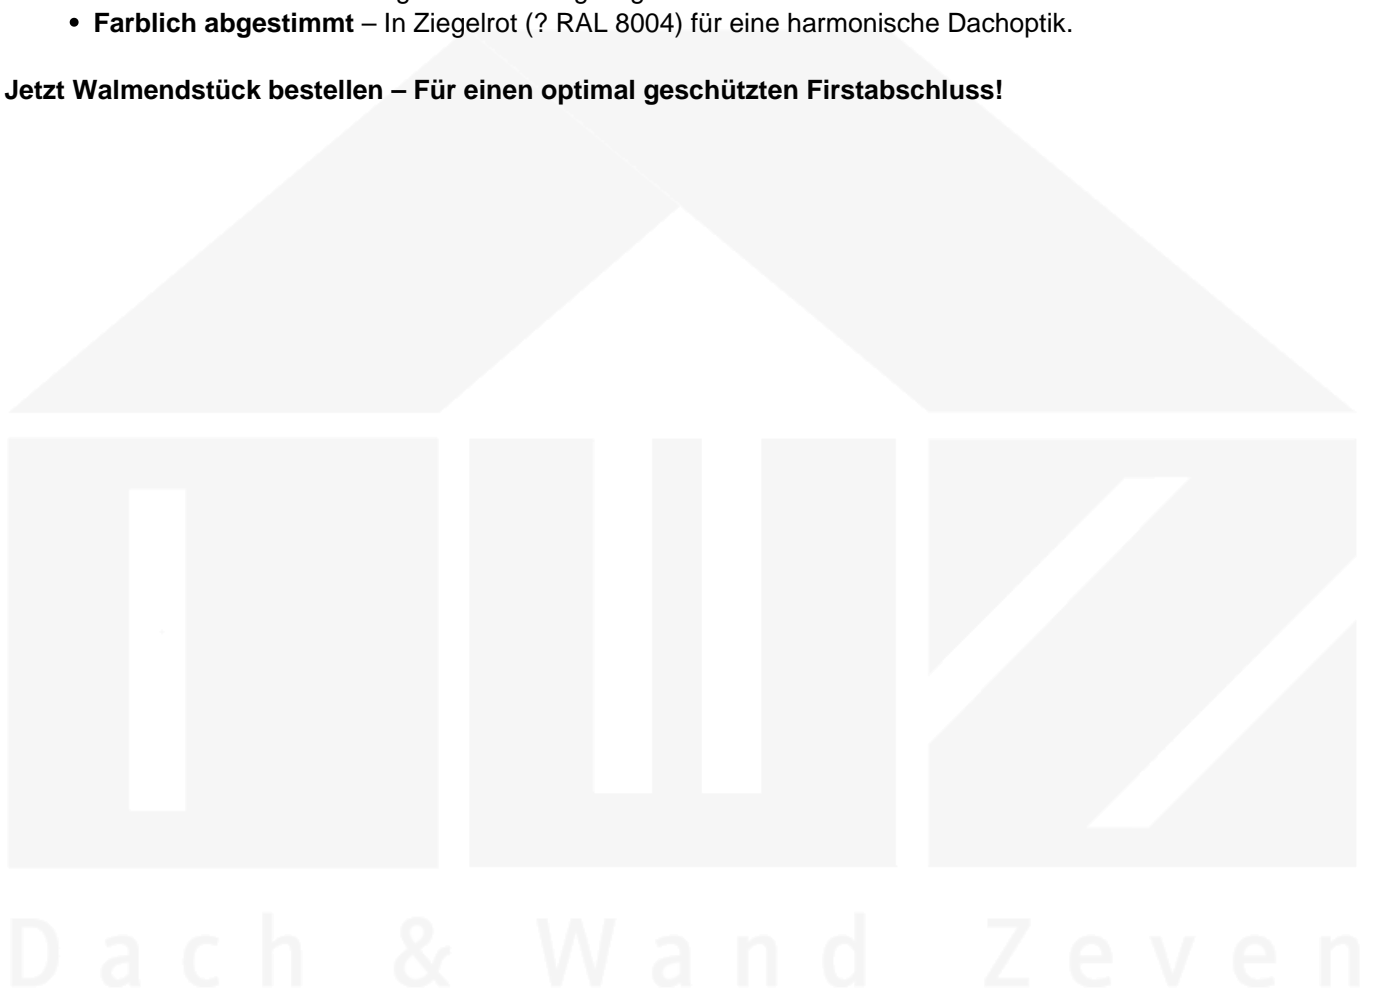 • Farblich abgestimmt – In Ziegelrot (? RAL 8004) für eine harmonische Dachoptik.
Jetzt Walmendstück bestellen – Für einen optimal geschützten Firstabschluss!
Dach & Wand Zeven